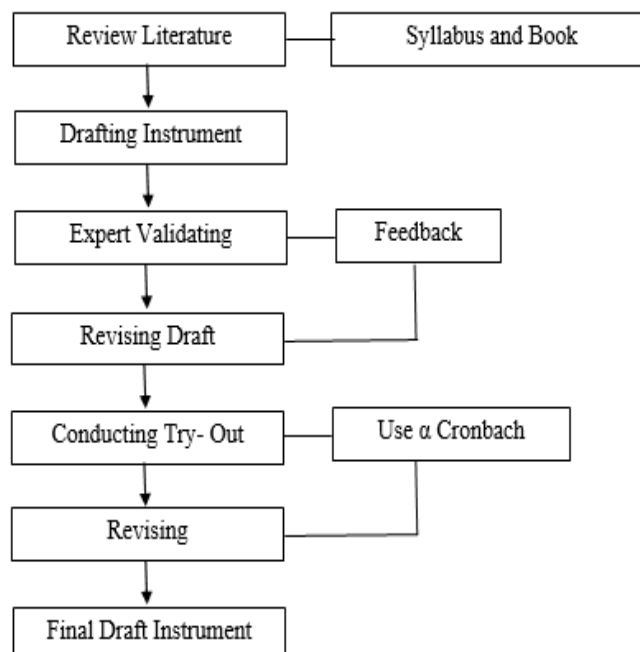 Review Literature
Syllabus and Book
Drafting Instrument
Expert Validating
Feedback
Revising Draft
Conducting Try- Out
Use α Cronbach
Revising
Final Draft Instrument